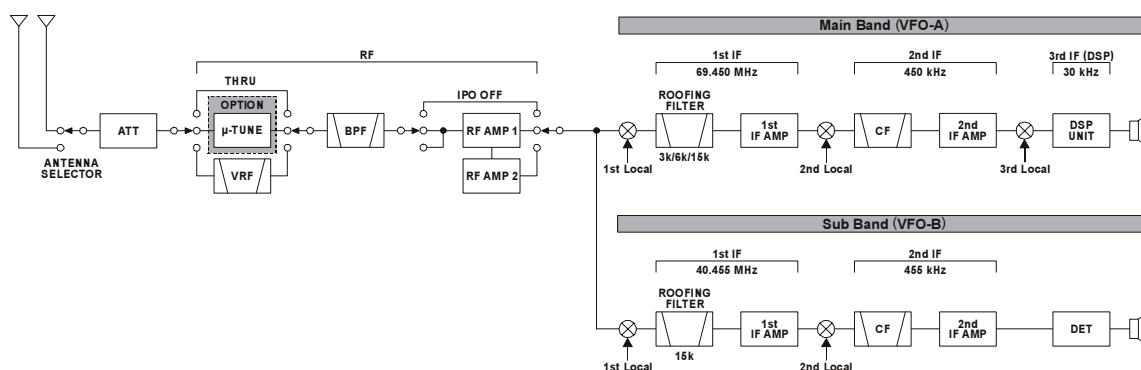 Main Band (VFO-A)
RF
1st IF
69.450 MHz
2nd IF
450 kHz
3rd IF (DSP)
30 kHz
THRU
OPTION
µ-TUNE
IPO OFF
ROOFING
FILTER
ATT
BPF
RF AMP 1
1st
IF AMP
CF
2nd
IF AMP
DSP
UNIT
ANTENNA
SELECTOR
VRF
RF AMP 2
3k/6k/15k
1st Local
2nd Local
3rd Local
Sub Band (VFO-B)
1st IF
40.455 MHz
2nd IF
455 kHz
ROOFING
FILTER
1st
IF AMP
CF
2nd
IF AMP
DET
15k
1st Local
2nd Local